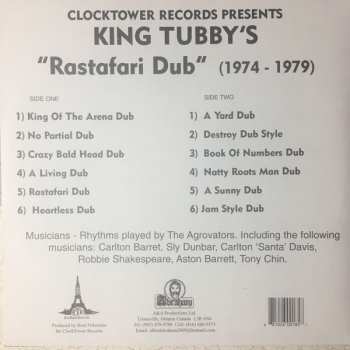 CLOCKTOWER RECORDS PRESENTS
KING TUBBY'S
"Rastafari Dub" (1974 - 1979)
SIDE ONE
1) King Of The Arena Dub
2) No Partial Dub
3) Crazy Bald Head Dub
4) A Living Dub
5) Rastafari Dub
6) Heartless Dub
SIDE TWO
1) A Yard Dub
2) Destroy Dub Style
3) Book Of Numbers Dub
4) Natty Roots Man Dub
5) A Sunny Dub
6) Jam Style Dub
Musicians - Rhythms played by The Agrovators. Including the following
musicians: Carlton Barret. Sly Dunbar, Carlton 'Santa' Davis,
Robbie Shakespeare, Aston Barrett, Tony Chin.
Abraham
A&A Productions Ltd.